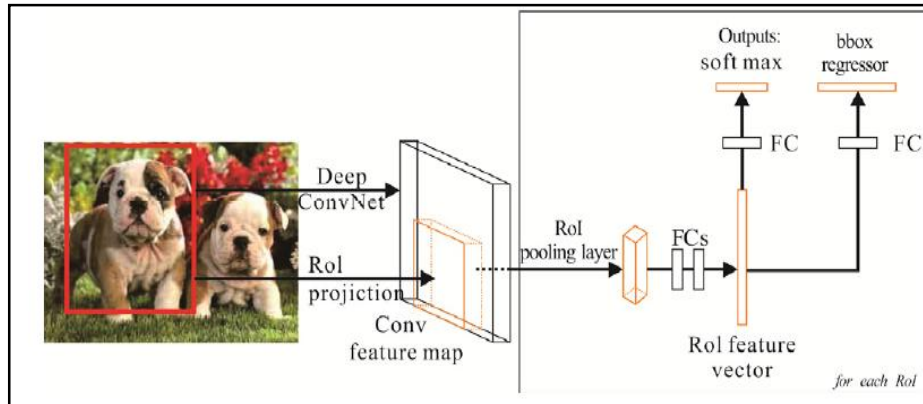 Outputs:
soft max
bbox
regressor
FC
FC
Deep
ConvNet
RoI
projiction
Conv
feature map
RoI
pooling layer
FCs
RoI feature
vector
for each RoI